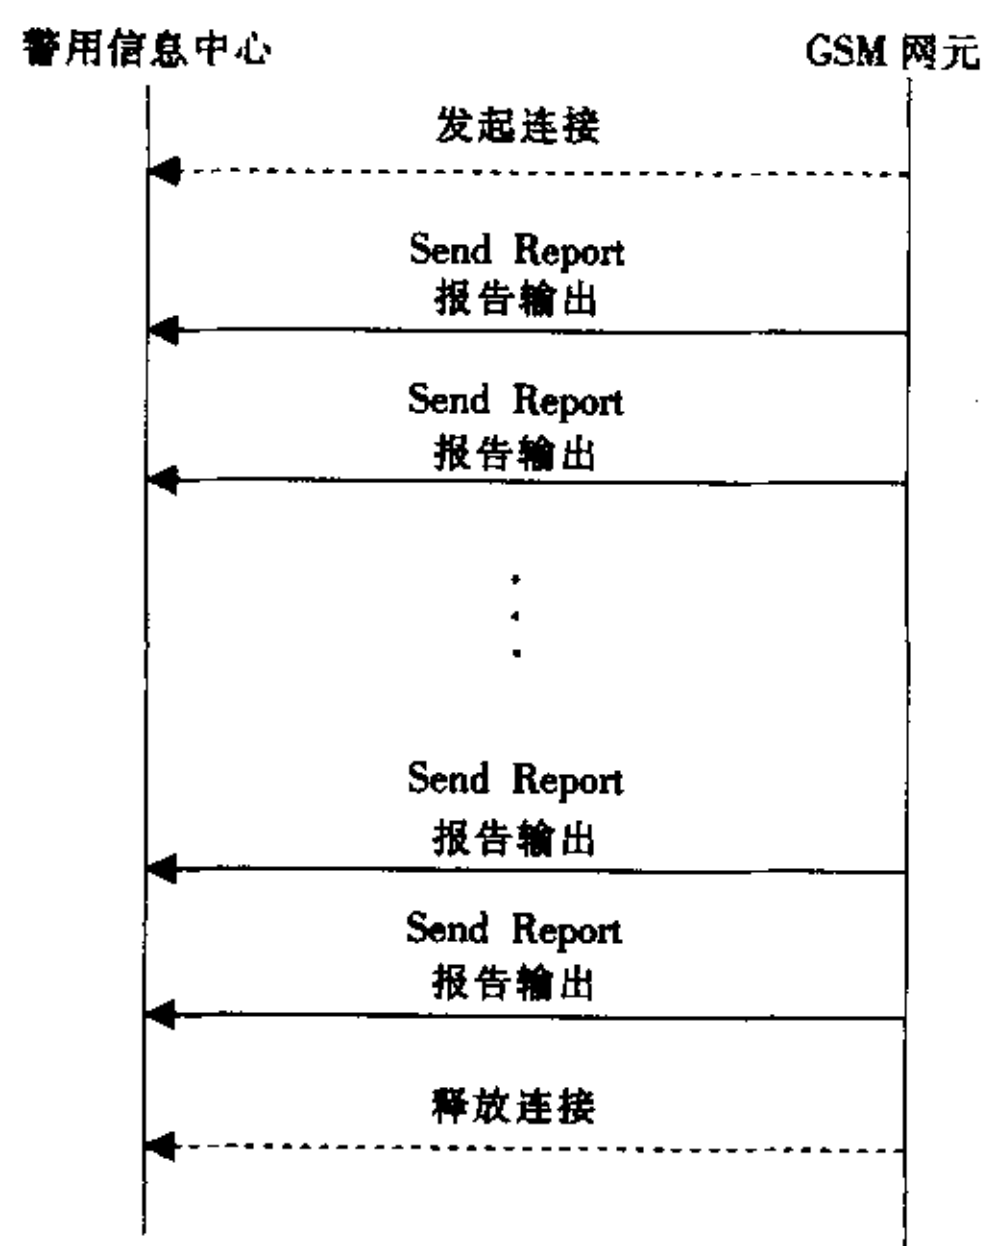 警用信息中心
GSM 网元
发起连接
Send Report
报告输出
Send Report
报告输出
Send Report
报告输出
Send Report
报告输出
释放连接